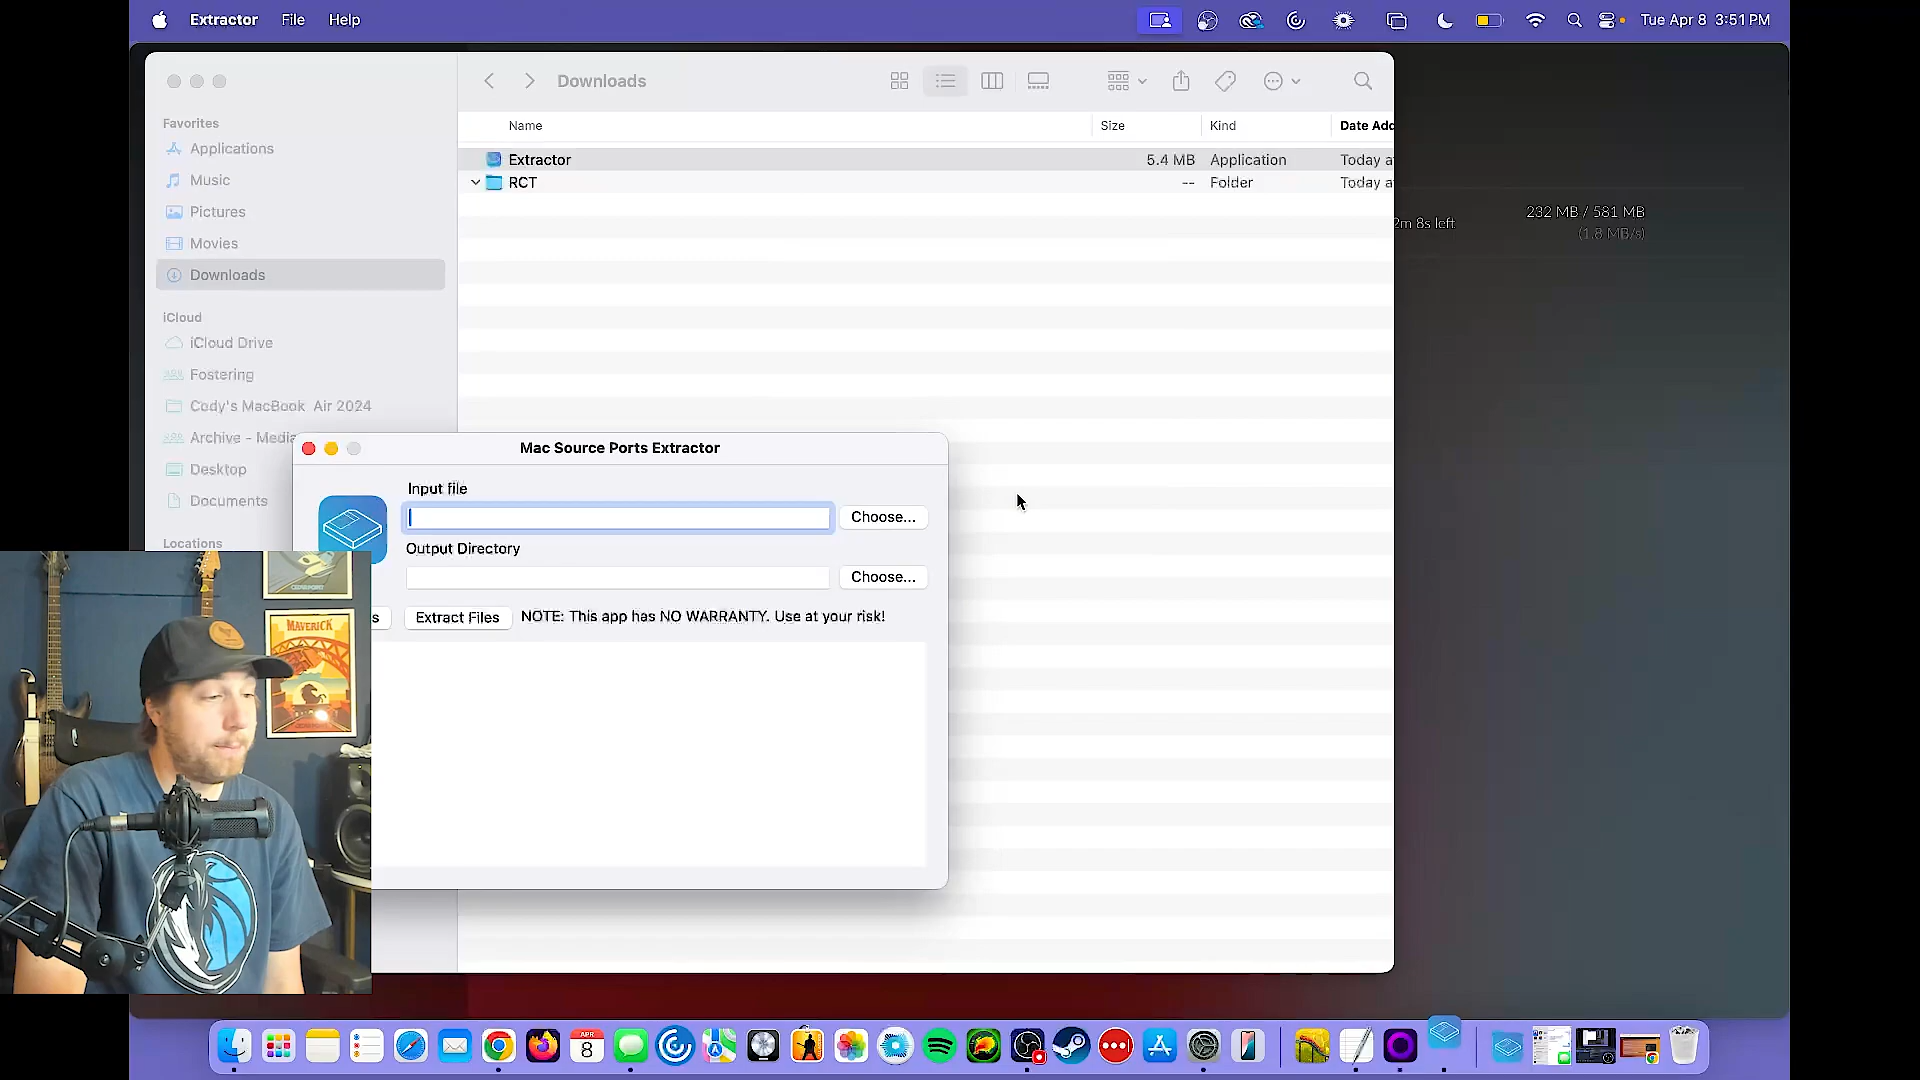 Extractor File Help Tue Apr 8 3:51 PM
Downloads
Favorites
Applications
Music
Pictures
Movies
Downloads
iCloud
iCloud Drive
Fostering
Cody's MacBook Air 2024
Archive - Media
Desktop
Documents
Locations
Name Size Kind Date Add
Extractor 5.4 MB Application Today a
RCT -- Folder Today a
2m 8s left
232 MB / 581 MB
(1.8 MB/s)
Mac Source Ports Extractor
Input file
Choose...
Output Directory
Choose...
s Extract Files NOTE: This app has NO WARRANTY. Use at your risk!
MAVERICK
APR
8